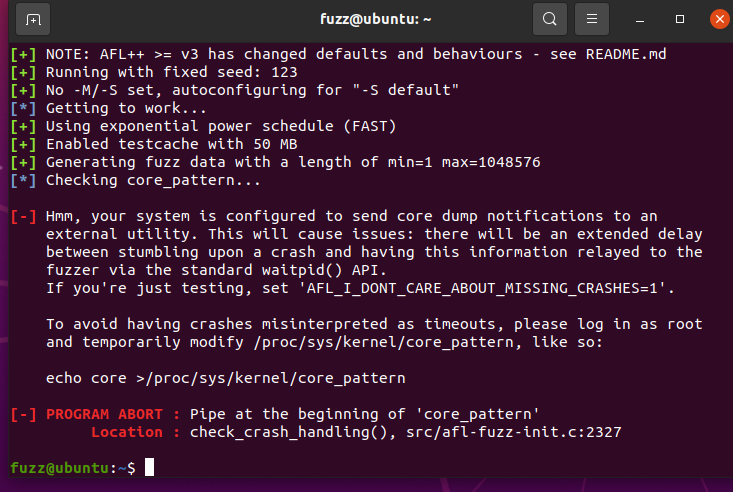 fuzz@ubuntu: ~
[+] NOTE: AFL++ >= v3 has changed defaults and behaviours - see README.md
[+] Running with fixed seed: 123
[+] No -M/-S set, autoconfiguring for "-S default"
[*] Getting to work...
[+] Using exponential power schedule (FAST)
[+] Enabled testcache with 50 MB
[+] Generating fuzz data with a length of min=1 max=1048576
[*] Checking core_pattern...
[-] Hmm, your system is configured to send core dump notifications to an
external utility. This will cause issues: there will be an extended delay
between stumbling upon a crash and having this information relayed to the
fuzzer via the standard waitpid() API.
If you're just testing, set 'AFL_I_DONT_CARE_ABOUT_MISSING_CRASHES=1'.
To avoid having crashes misinterpreted as timeouts, please log in as root
and temporarily modify /proc/sys/kernel/core_pattern, like so:
echo core >/proc/sys/kernel/core_pattern
[-] PROGRAM ABORT : Pipe at the beginning of 'core_pattern'
Location : check_crash_handling(), src/afl-fuzz-init.c:2327
fuzz@ubuntu:~$